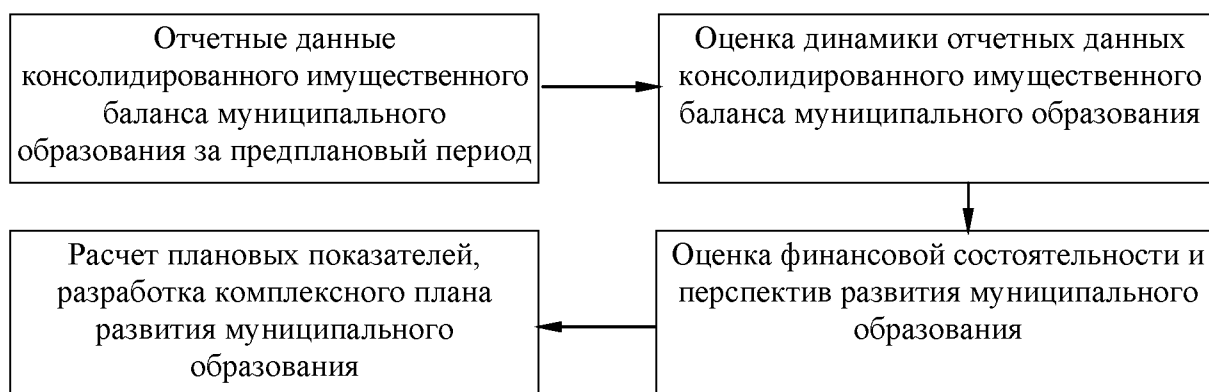 Отчетные данные
консолидированного имущественного
баланса муниципального
образования за предплановый период
Оценка динамики отчетных данных
консолидированного имущественного
баланса муниципального образования
Оценка финансовой состоятельности и
перспектив развития муниципального
образования
Расчет плановых показателей,
разработка комплексного плана
развития муниципального
образования